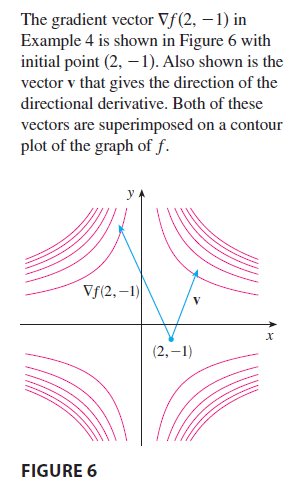 The gradient vector ∇f(2, −1) in
Example 4 is shown in Figure 6 with
initial point (2, −1). Also shown is the
vector v that gives the direction of the
directional derivative. Both of these
vectors are superimposed on a contour
plot of the graph of f.
y
∇f(2,−1)
v
x
(2,−1)
FIGURE 6